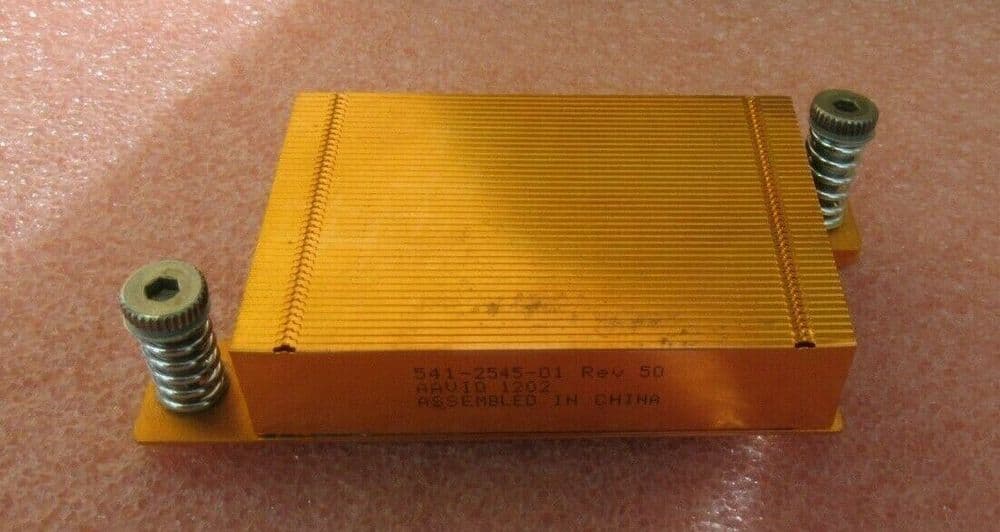 541-2545-01 Rev 50
AAVID 1202
ASSEMBLED IN CHINA